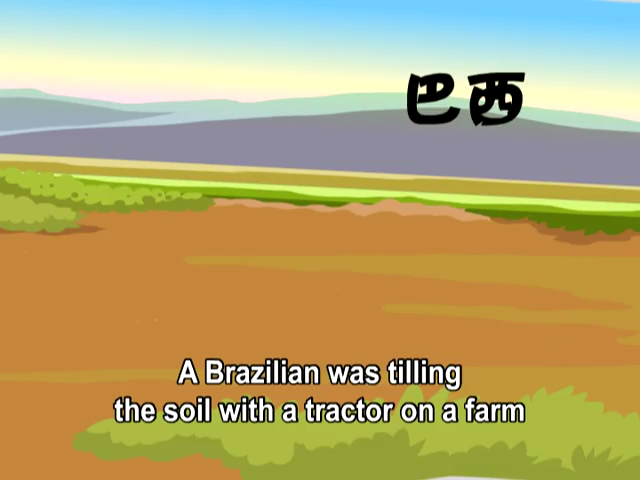 巴西
A Brazilian was tilling
the soil with a tractor on a farm